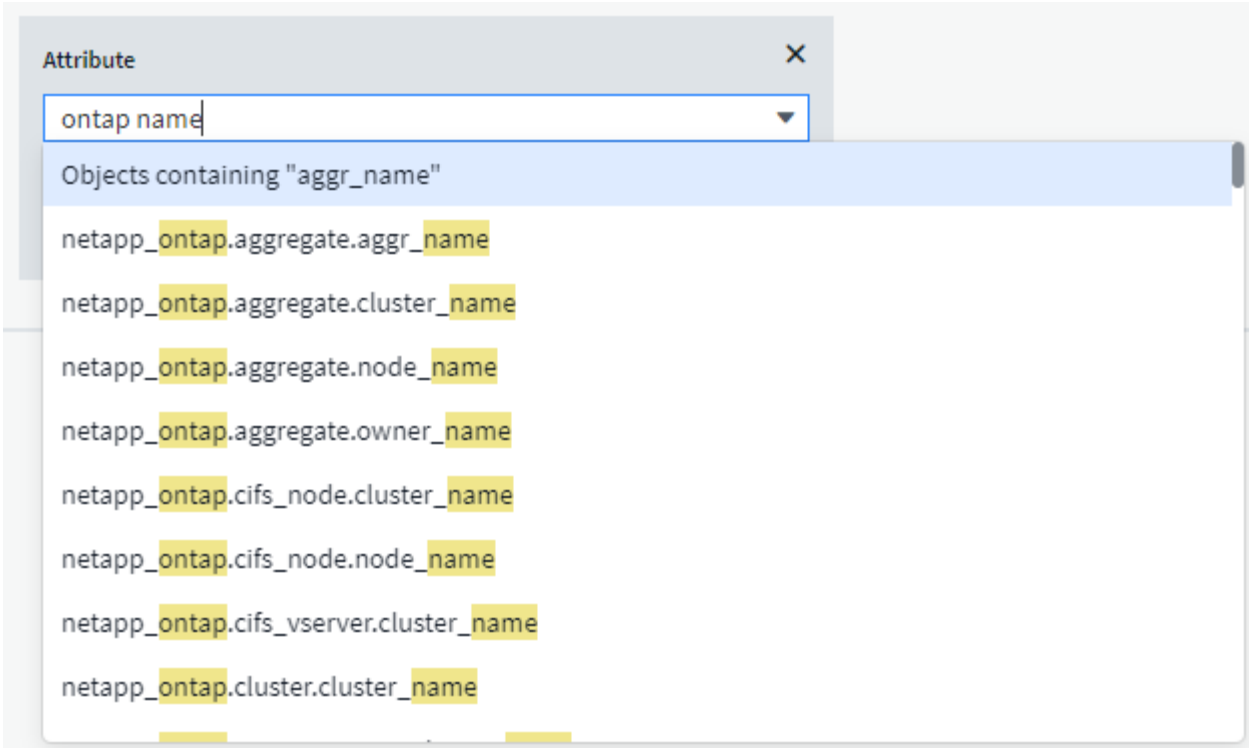 Attribute
ontap name
Objects containing "aggr_name"
netapp_ontap.aggregate.aggr_name
netapp_ontap.aggregate.cluster_name
netapp_ontap.aggregate.node_name
netapp_ontap.aggregate.owner_name
netapp_ontap.cifs_node.cluster_name
netapp_ontap.cifs_node.node_name
netapp_ontap.cifs_vserver.cluster_name
netapp_ontap.cluster.cluster_name